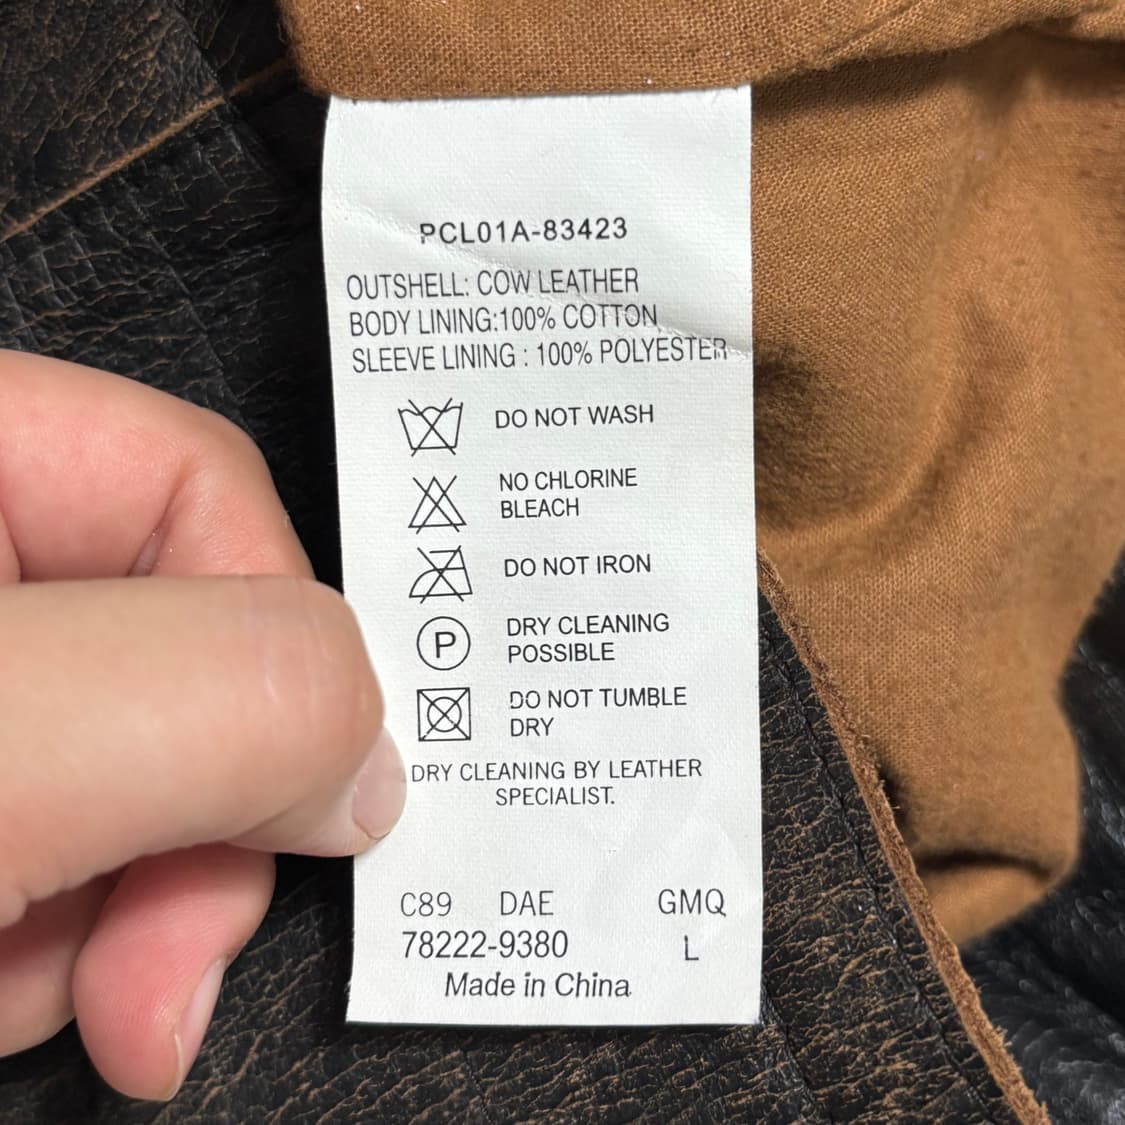 PCL01A-83423
OUTSHELL: COW LEATHER
BODY LINING:100% COTTON
SLEEVE LINING : 100% POLYESTER
DO NOT WASH
NO CHLORINE
BLEACH
DO NOT IRON
P
DRY CLEANING
POSSIBLE
DO NOT TUMBLE
DRY
DRY CLEANING BY LEATHER
SPECIALIST.
C89 DAE GMQ
78222-9380 L
Made in China